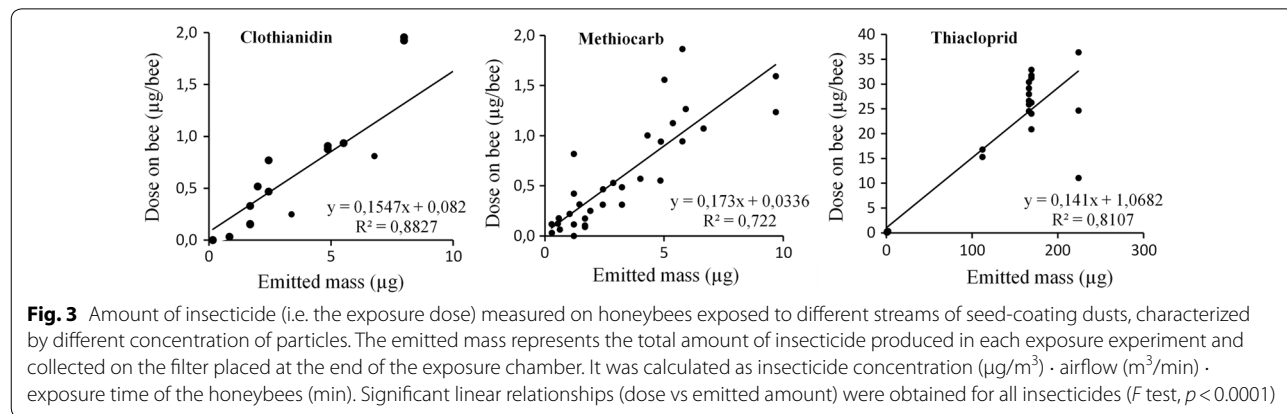 Clothianidin
Dose on bee (µg/bee)
2,0
1,5
1,0
0,5
0,0
y = 0,1547x + 0,082
R² = 0,8827
0 5 10
Emitted mass (µg)
Methiocarb
Dose on bee (µg/bee)
2,0
1,5
1,0
0,5
0,0
y = 0,173x + 0,0336
R² = 0,722
0 5 10
Emitted mass (µg)
Thiacloprid
Dose on bee (µg/bee)
40
35
30
25
20
15
10
5
0
y = 0,141x + 1,0682
R² = 0,8107
0 100 200 300
Emitted mass (µg)
Fig. 3 Amount of insecticide (i.e. the exposure dose) measured on honeybees exposed to different streams of seed-coating dusts, characterized
by different concentration of particles. The emitted mass represents the total amount of insecticide produced in each exposure experiment and
collected on the filter placed at the end of the exposure chamber. It was calculated as insecticide concentration (µg/m³) · airflow (m³/min) ·
exposure time of the honeybees (min). Significant linear relationships (dose vs emitted amount) were obtained for all insecticides (F test, p < 0.0001)